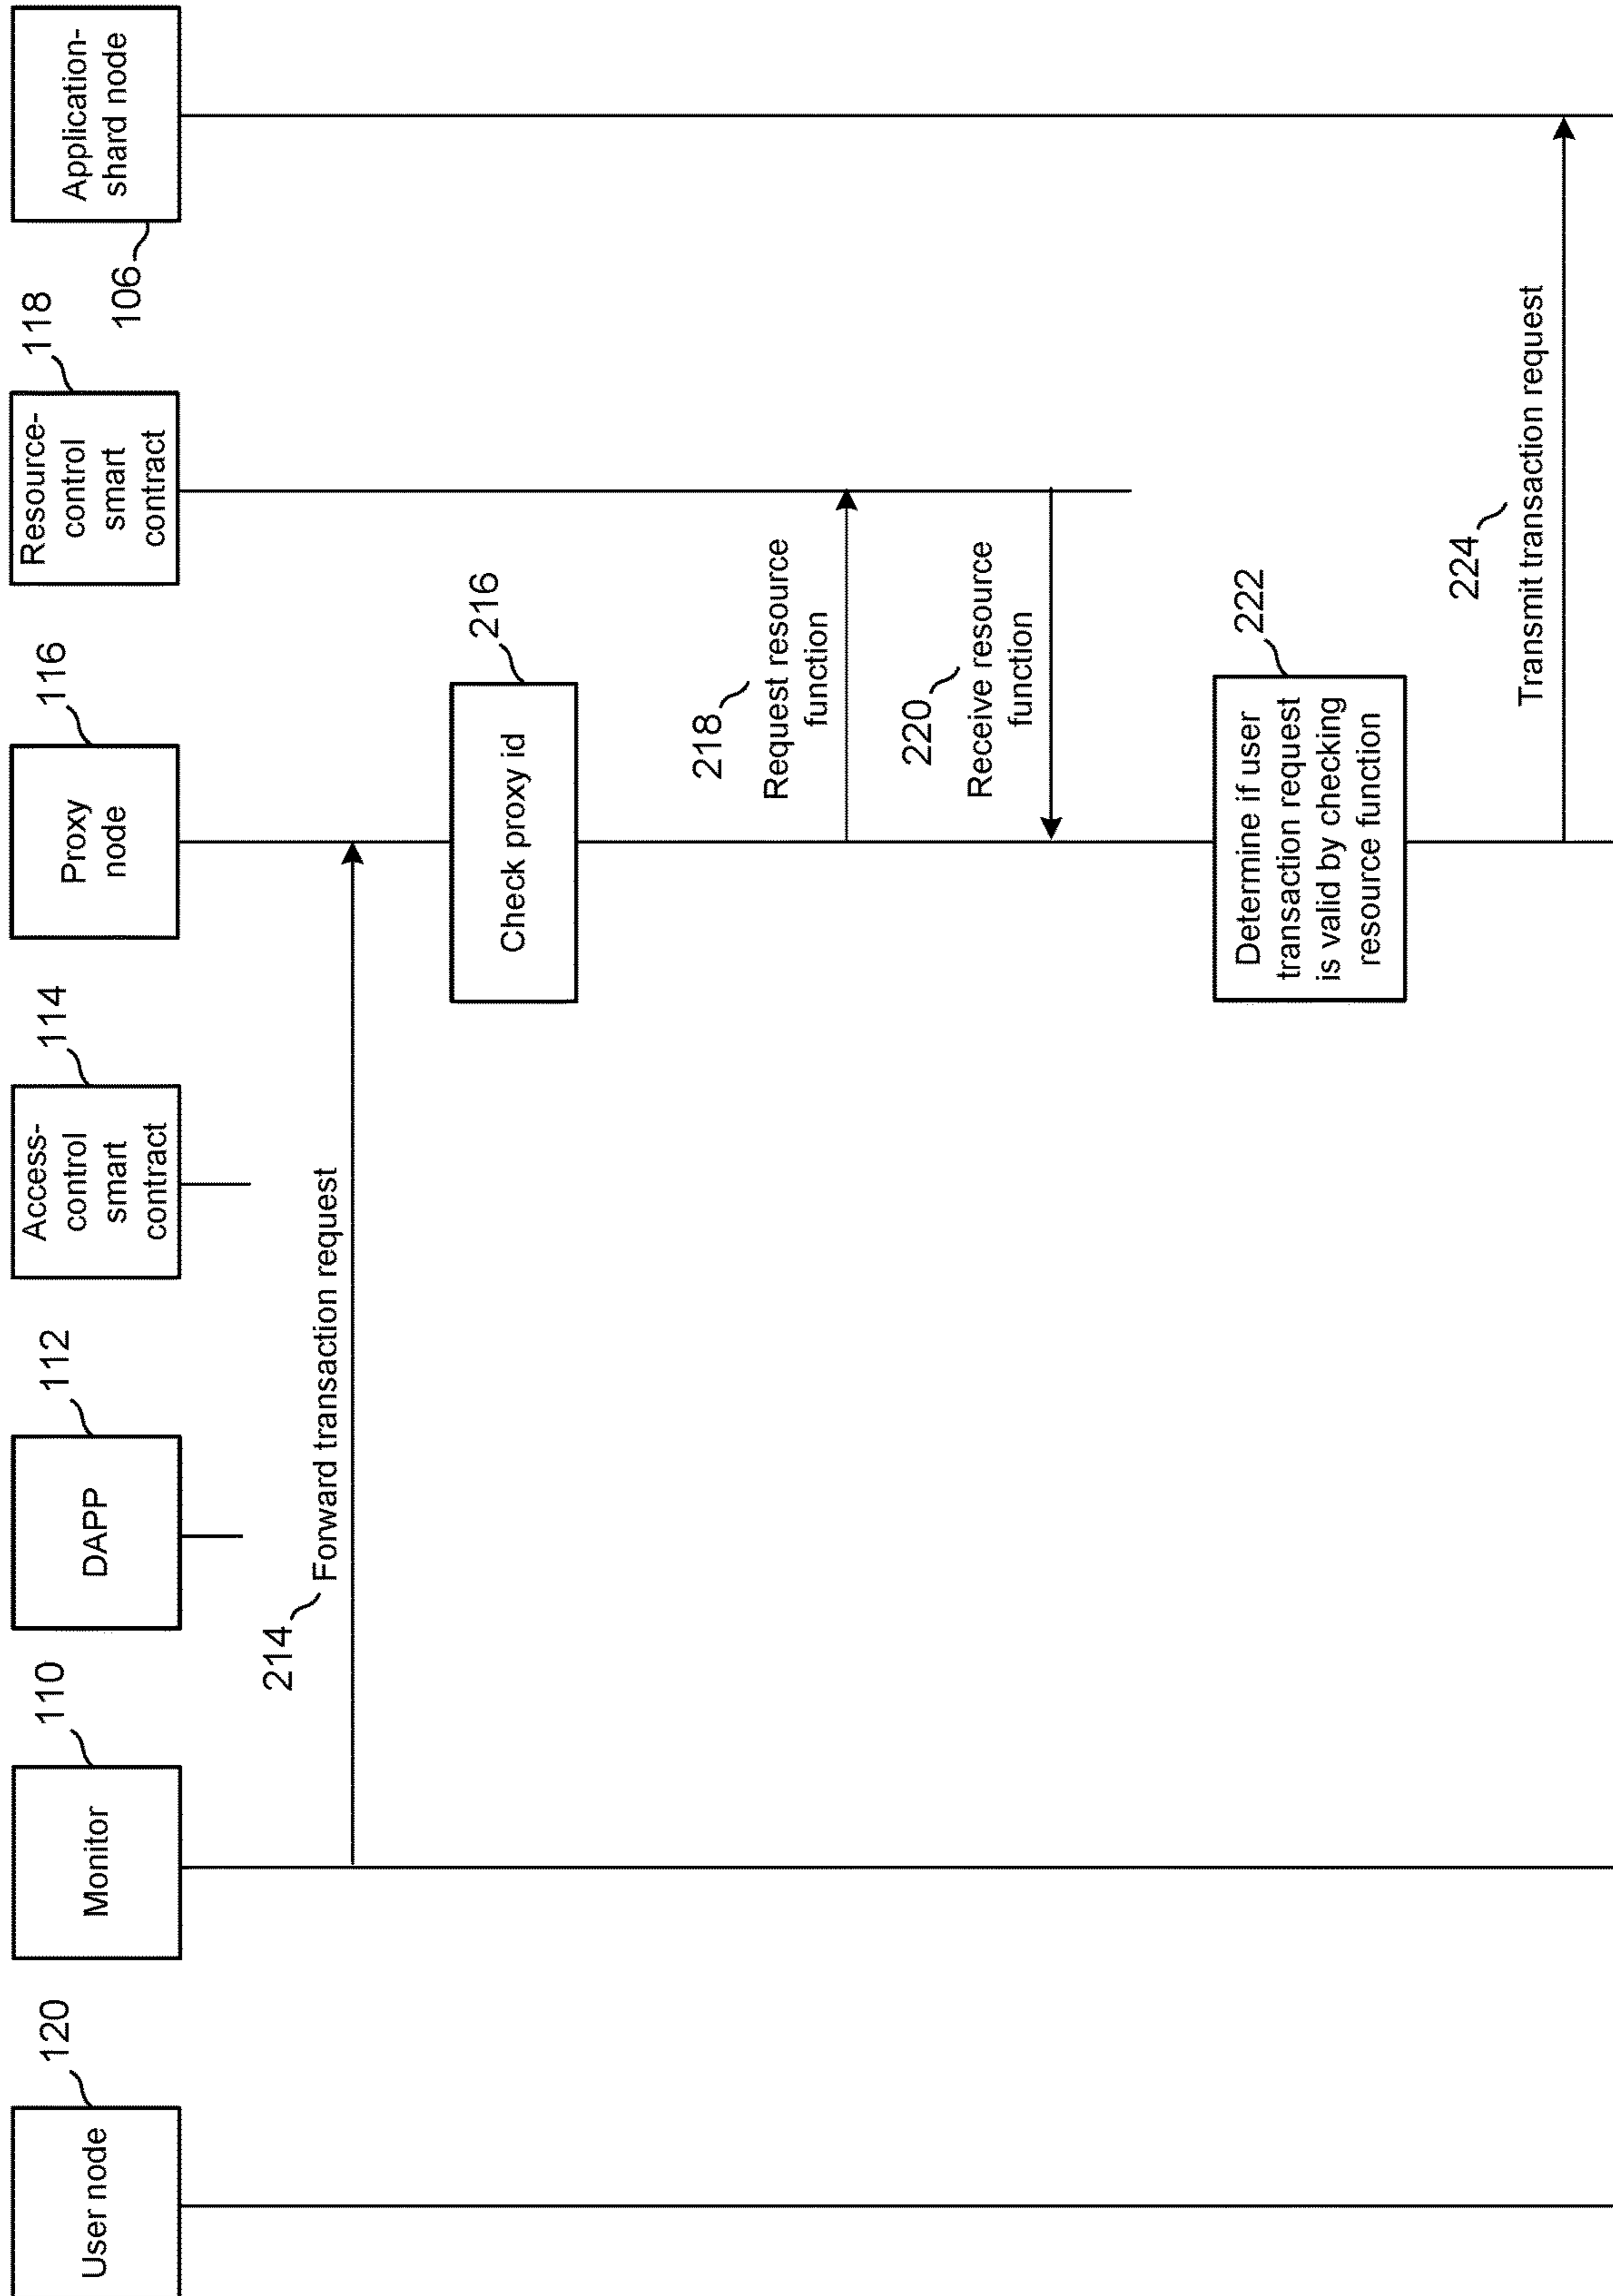 User node
120
Monitor
110
DAPP
112
Access-
control
smart
contract
114
Proxy
node
116
Resource-
control
smart
contract
118
Application-
shard node
106
214
Forward transaction request
Check proxy id
216
218
Request resource
function
220
Receive resource
function
Determine if user
transaction request
is valid by checking
resource function
222
224
Transmit transaction request